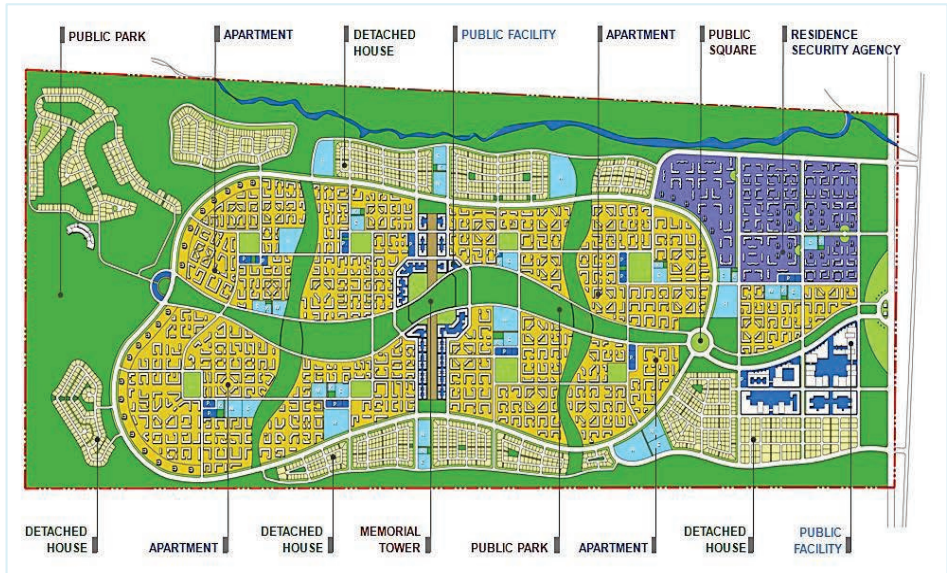 PUBLIC PARK
APARTMENT
DETACHED
HOUSE
PUBLIC FACILITY
APARTMENT
PUBLIC
SQUARE
RESIDENCE
SECURITY AGENCY
DETACHED
HOUSE
APARTMENT
DETACHED
HOUSE
MEMORIAL
TOWER
PUBLIC PARK
APARTMENT
DETACHED
HOUSE
PUBLIC
FACILITY